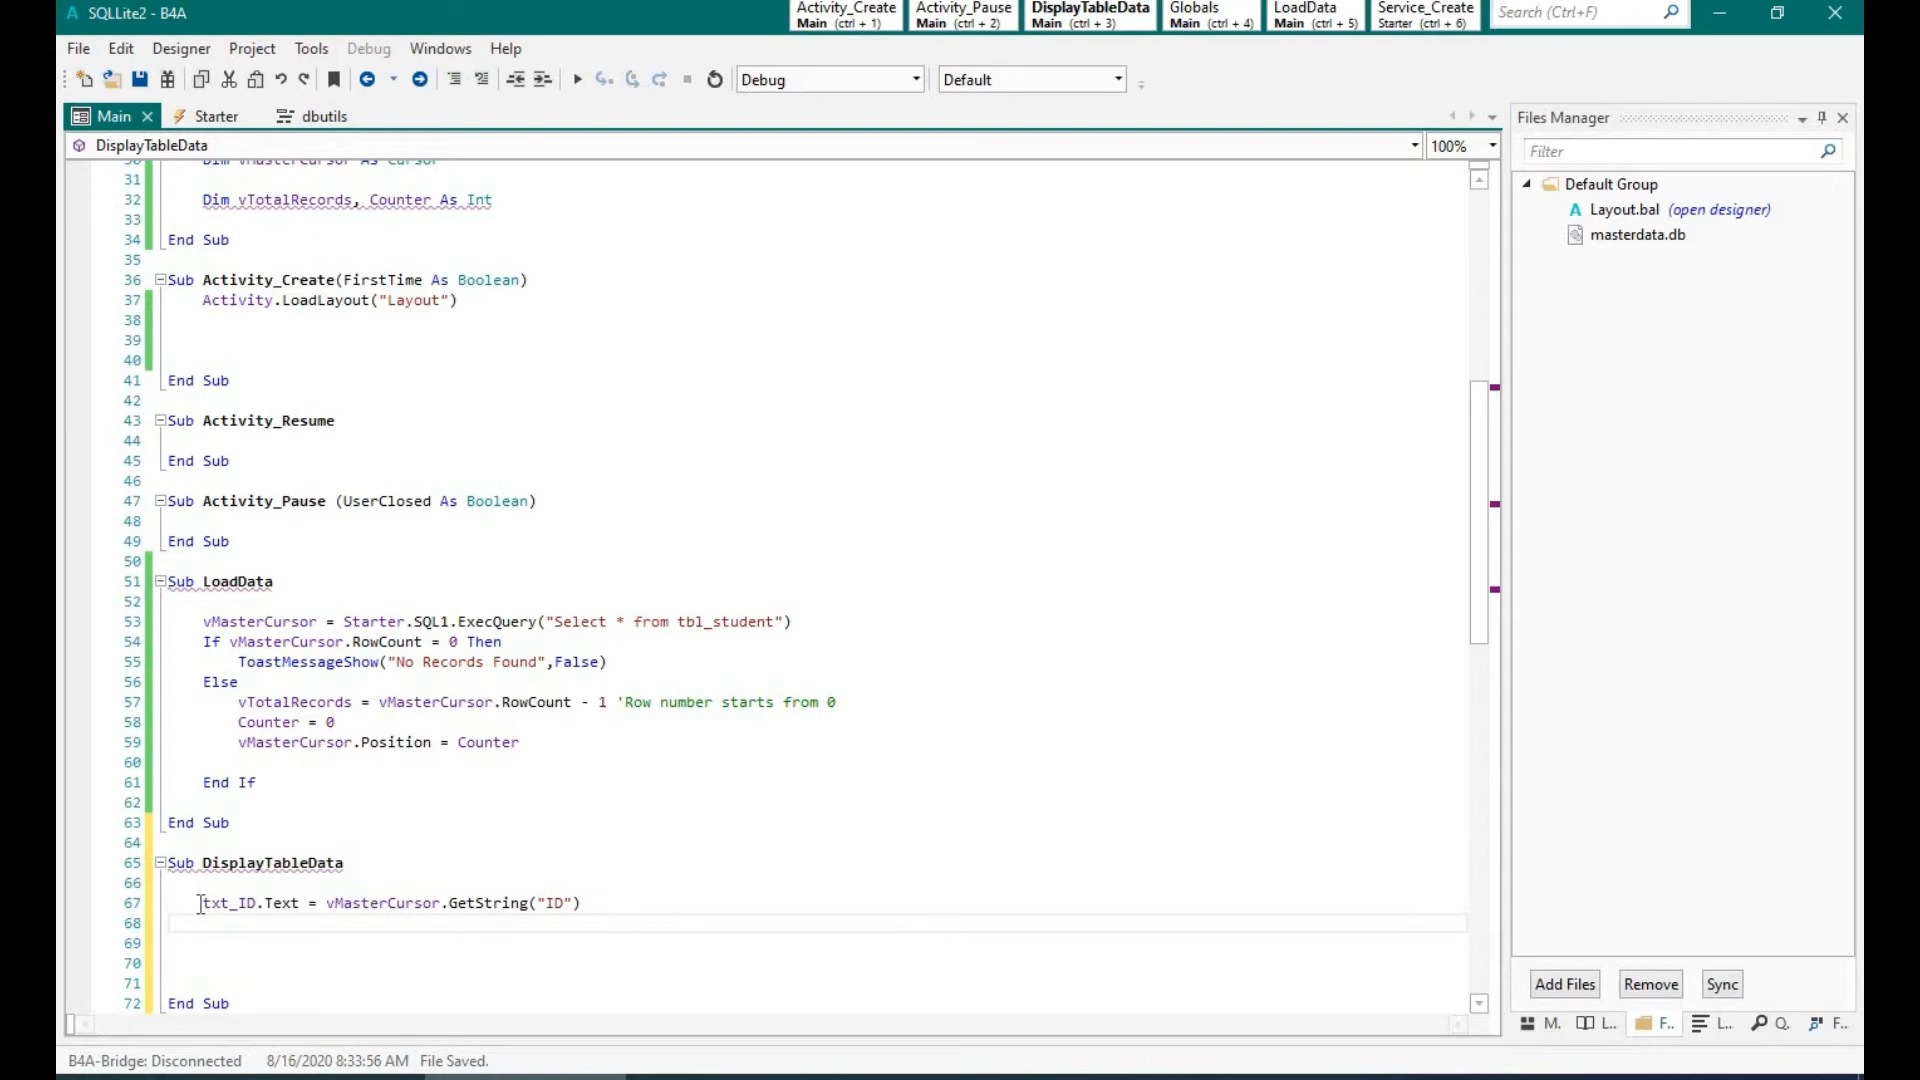 SQLLite2 - B4A
Activity_Create
Main (ctrl + 1)
Activity_Pause
Main (ctrl + 2)
DisplayTableData
Main (ctrl + 3)
Globals
Main (ctrl + 4)
LoadData
Main (ctrl + 5)
Service_Create
Starter (ctrl + 6)
Search (Ctrl+F)
File Edit Designer Project Tools Debug Windows Help
Debug
Default
Main
Starter
dbutils
DisplayTableData
100%
30 Dim vMasterCursor As Cursor
31
32 Dim vTotalRecords, Counter As Int
33
34 End Sub
35
36 Sub Activity_Create(FirstTime As Boolean)
37 Activity.LoadLayout("Layout")
38
39
40
41 End Sub
42
43 Sub Activity_Resume
44
45 End Sub
46
47 Sub Activity_Pause (UserClosed As Boolean)
48
49 End Sub
50
51 Sub LoadData
52
53 vMasterCursor = Starter.SQL1.ExecQuery("Select * from tbl_student")
54 If vMasterCursor.RowCount = 0 Then
55 ToastMessageShow("No Records Found",False)
56 Else
57 vTotalRecords = vMasterCursor.RowCount - 1 'Row number starts from 0
58 Counter = 0
59 vMasterCursor.Position = Counter
60
61 End If
62
63 End Sub
64
65 Sub DisplayTableData
66
67 txt_ID.Text = vMasterCursor.GetString("ID")
68
69
70
71
72 End Sub
Files Manager
Filter
Default Group
Layout.bal (open designer)
masterdata.db
Add Files
Remove
Sync
M.
L..
F..
L..
Q.
F..
B4A-Bridge: Disconnected 8/16/2020 8:33:56 AM File Saved.